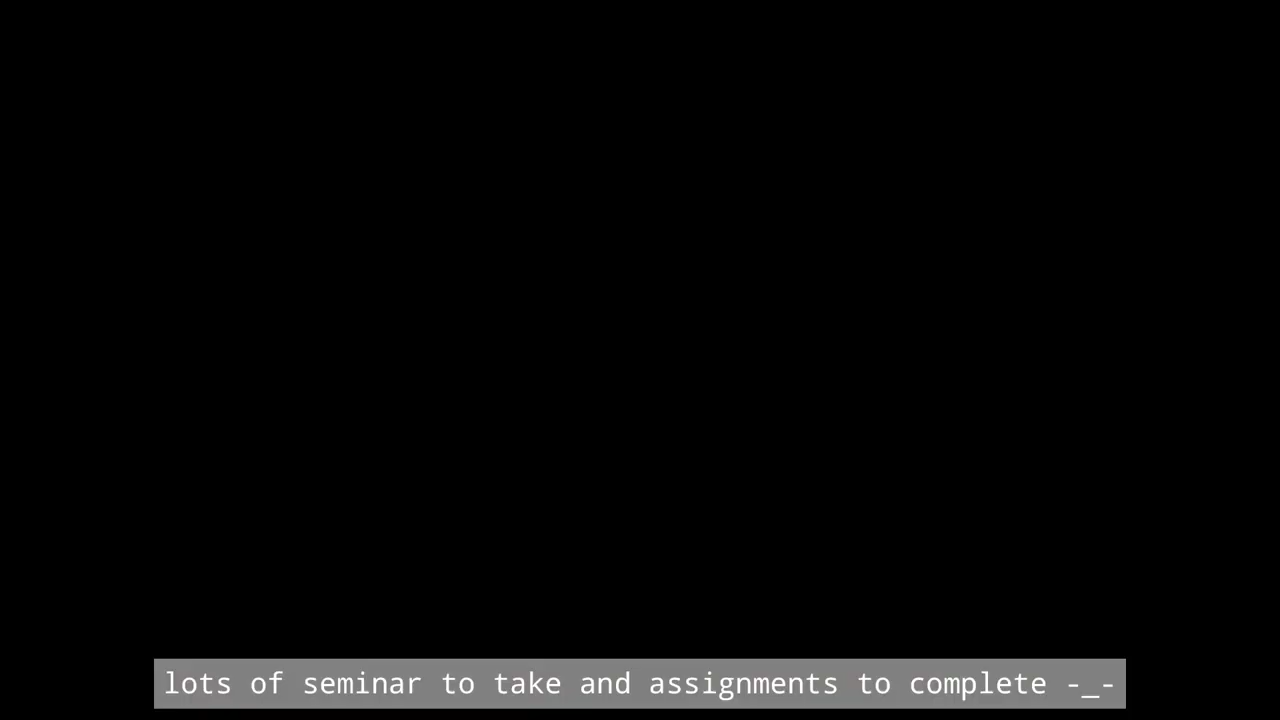 lots of seminar to take and assignments to complete -_-